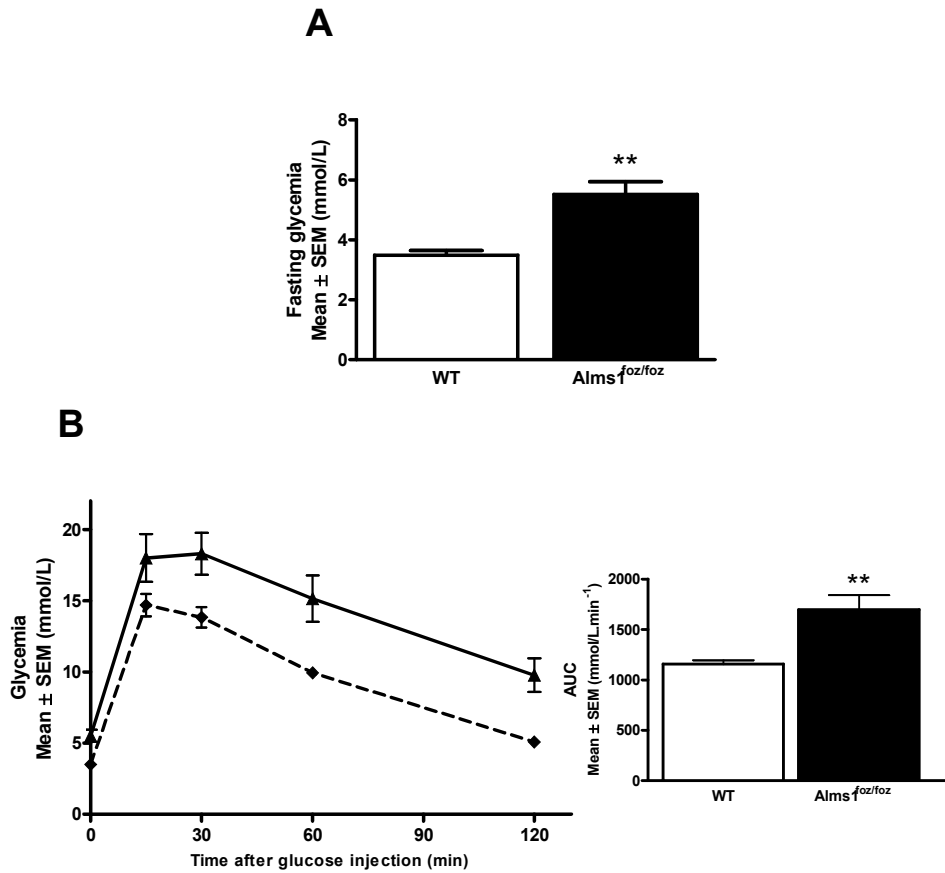 A
Fasting glycemia
Mean ± SEM (mmol/L)
8
6
4
2
0
**
WT
Alms1foz/foz
B
Glycemia
Mean ± SEM (mmol/L)
20
15
10
5
0
0
30
60
90
120
Time after glucose injection (min)
AUC
Mean ± SEM (mmol/L.min⁻¹)
2000
1500
1000
500
0
**
WT
Alms1foz/foz